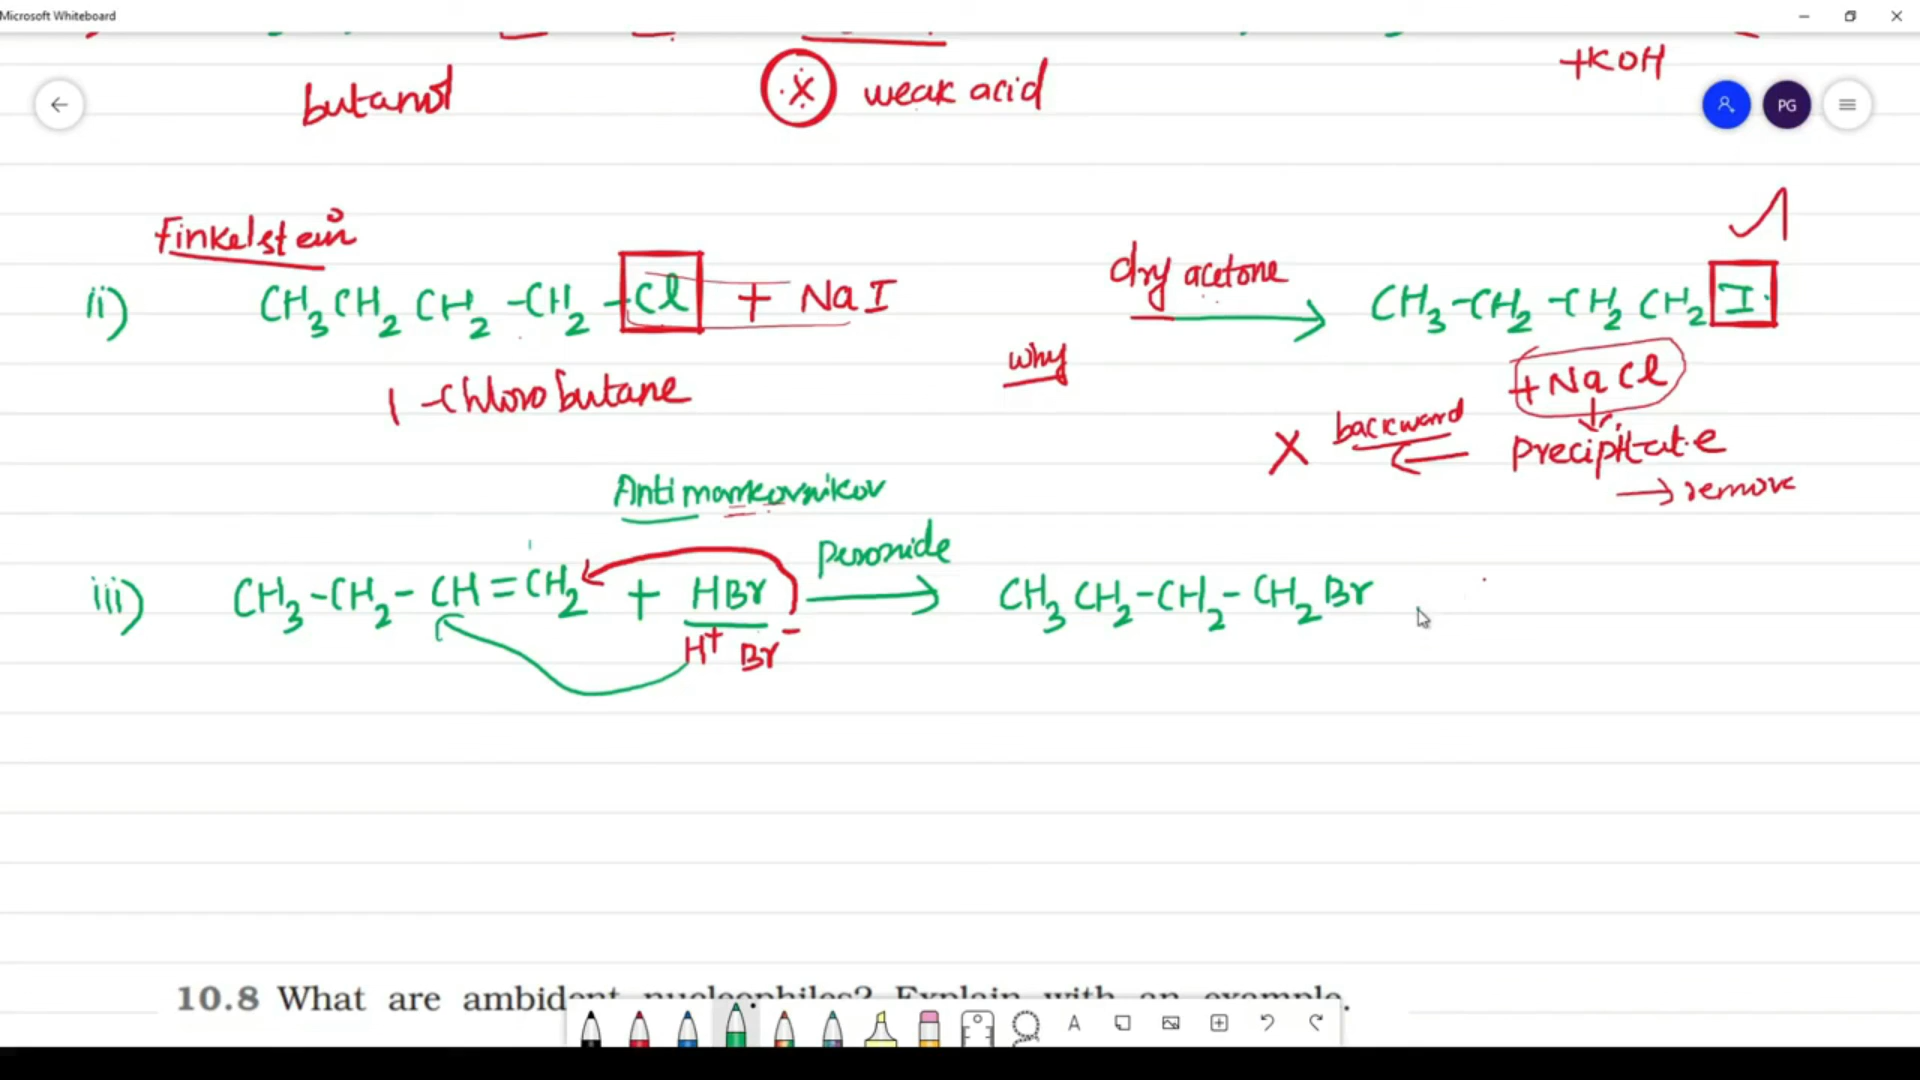 Microsoft Whiteboard
+KOH
butanol
X weak acid
PG
Finkelstein
ii) CH3CH2CH2-CH2-Cl + NaI dry acetone CH3-CH2-CH2CH2I
why
+NaCl
1-Chlorobutane
X backward
precipitate
→ remove
Antimarkovnikov
iii) CH3-CH2-CH=CH2 + HBr peroxide → CH3CH2-CH2-CH2Br
H+ Br-
10.8 What are ambident nucleophiles? Explain with an example.
A